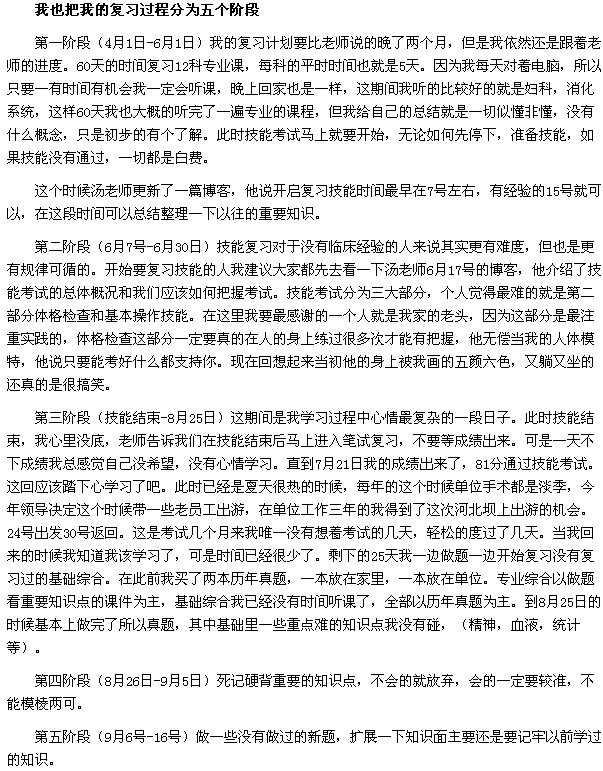 我也把我的复习过程分为五个阶段
第一阶段（4月1日-6月1日）我的复习计划要比老师说的晚了两个月，但是我依然还是跟着老
师的进度。60天的时间复习12科专业课，每科的平时时间也就是5天。因为我每天对着电脑，所以
只要一有时间有机会我一定会听课，晚上回家也是一样，这期间我听的比较好的就是妇科，消化
系统，这样60天我也大概的听完了一遍专业的课程，但我给自己的总结就是一切似懂非懂，没有
什么概念，只是初步的有个了解。此时技能考试马上就要开始，无论如何先停下，准备技能，如
果技能没有通过，一切都是白费。
这个时候汤老师更新了一篇博客，他说开启复习技能时间最早在7号左右，有经验的15号就可
以，在这段时间可以总结整理一下以往的重要知识。
第二阶段（6月7号-6月30日）技能复习对于没有临床经验的人来说其实更有难度，但也是更
有规律可循的。开始要复习技能的人我建议大家都先去看一下汤老师6月17号的博客，他介绍了技
能考试的总体概况和我们应该如何把握考试。技能考试分为三大部分，个人觉得最难的就是第二
部分体格检查和基本操作技能。在这里我要最感谢的一个人就是我家的老头，因为这部分是最注
重实践的，体格检查这部分一定要真的在人的身上练过很多次才能有把握，他无偿当我的人体模
特，他说只要能考好什么都支持你。现在回想起来当初他的身上被我画的五颜六色，又躺又坐的
还真的是很搞笑。
第三阶段（技能结束-8月25日）这期间是我学习过程中心情最复杂的一段日子。此时技能结
束，我心里没底，老师告诉我们在技能结束后马上进入笔试复习，不要等成绩出来。可是一天不
下成绩我总感觉自己没希望，没有心情学习。直到7月21日我的成绩出来了，81分通过技能考试。
这回应该踏下心学习了吧。此时已经是夏天很热的时候，每年的这个时候单位手术都是淡季，今
年领导决定这个时候带一些老员工出游，在单位工作三年的我得到了这次河北坝上出游的机会。
24号出发30号返回。这是考试几个月来我唯一没有想着考试的几天，轻松的度过了几天。当我回
来的时候我知道我该学习了，可是时间已经很少了。剩下的25天我一边做题一边开始复习没有复
习过的基础综合。在此前我买了两本历年真题，一本放在家里，一本放在单位。专业综合以做题
看重要知识点的课件为主，基础综合我已经没有时间听课了，全部以历年真题为主。到8月25日的
时候基本上做完了所以真题，其中基础里一些重点难的知识点我没有碰，（精神，血液，统计
等）。
第四阶段（8月26日-9月5日）死记硬背重要的知识点，不会的就放弃，会的一定要较准，不
能模棱两可。
第五阶段（9月6号-16号）做一些没有做过的新题，扩展一下知识面主要还是要记牢以前学过
的知识。